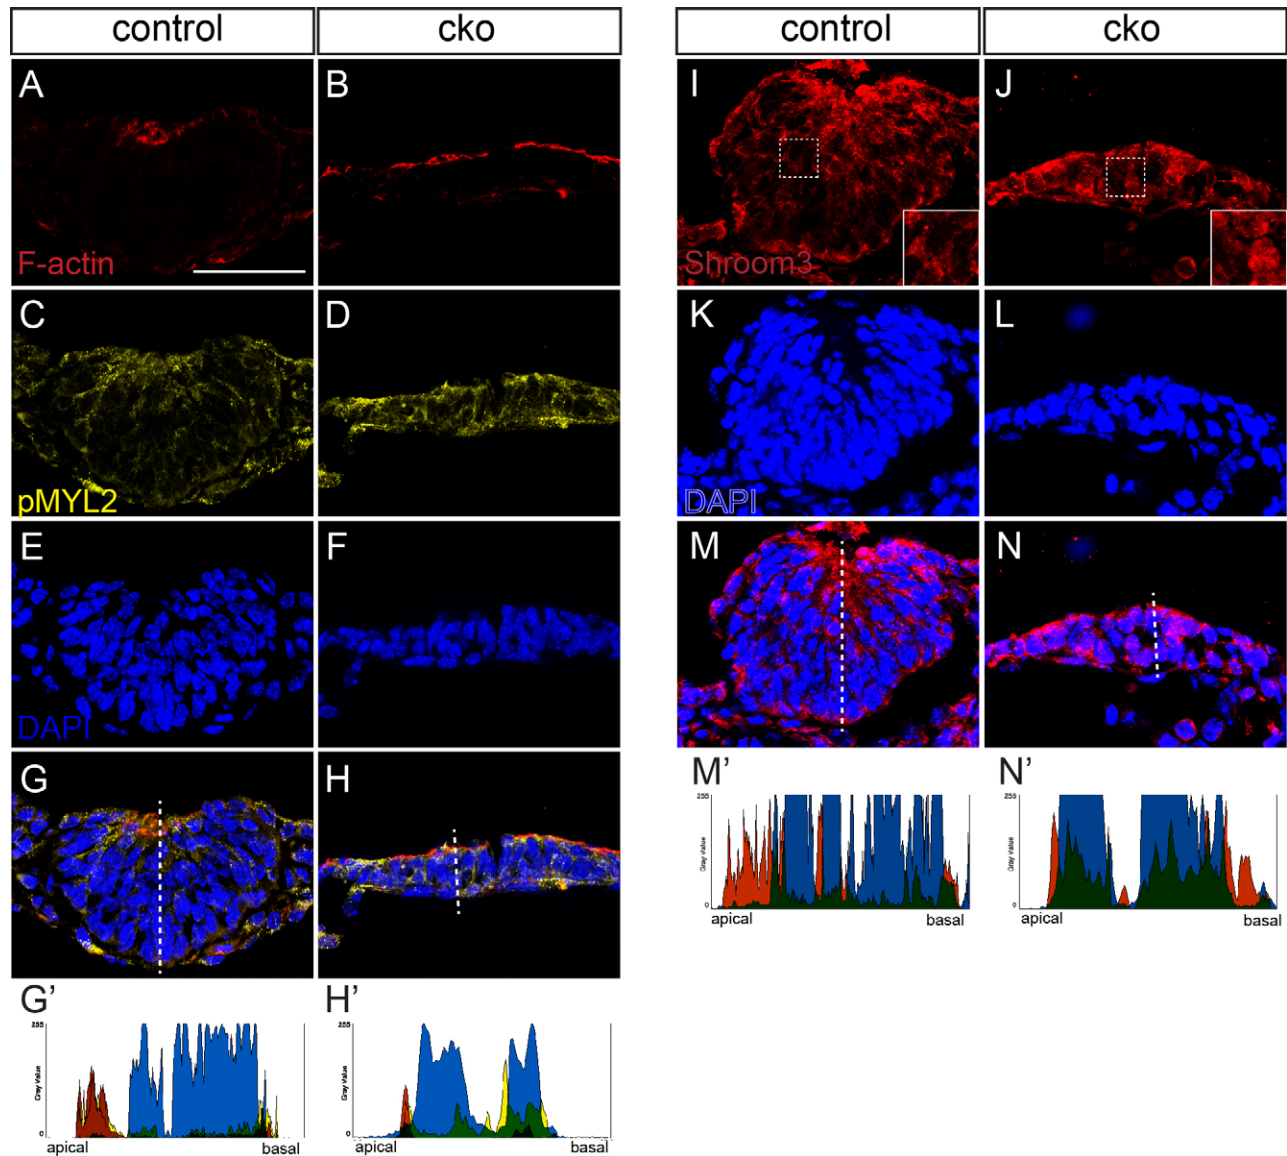 control
cko
control
cko
A
B
I
J
F-actin
Shroom3
C
D
K
L
pMYL2
DAPI
E
F
M
N
DAPI
G
H
M’
N’
255
Gray Value
0
apical
basal
255
Gray Value
0
apical
basal
G’
H’
255
Gray Value
0
apical
basal
255
Gray Value
0
apical
basal